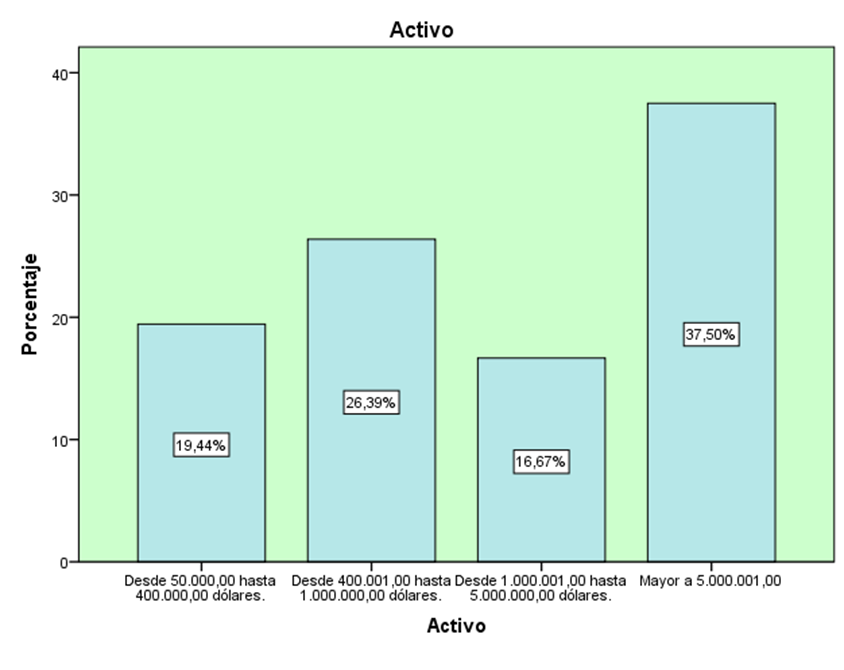 Activo
Porcentaje
40
30
20
10
0
19,44%
26,39%
16,67%
37,50%
Desde 50.000,00 hasta
400.000,00 dólares.
Desde 400.001,00 hasta
1.000.000,00 dólares.
Desde 1.000.001,00 hasta
5.000.000,00 dólares.
Mayor a 5.000.001,00
Activo